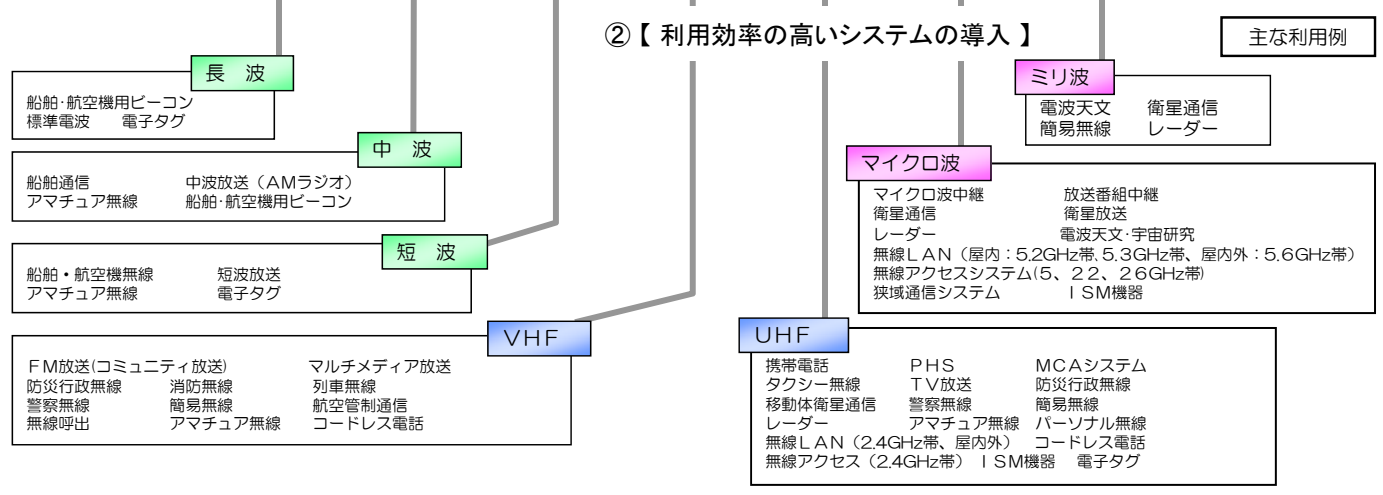 ②【 利用効率の高いシステムの導入 】
主な利用例
長 波
船舶・航空機用ビーコン
標準電波 電子タグ
中 波
船舶通信 中波放送（AMラジオ）
アマチュア無線 船舶・航空機用ビーコン
短 波
船舶・航空機無線 短波放送
アマチュア無線 電子タグ
VHF
FM放送(コミュニティ放送) マルチメディア放送
防災行政無線 消防無線 列車無線
警察無線 簡易無線 航空管制通信
無線呼出 アマチュア無線 コードレス電話
ミリ波
電波天文 衛星通信
簡易無線 レーダー
マイクロ波
マイクロ波中継 放送番組中継
衛星通信 衛星放送
レーダー 電波天文・宇宙研究
無線LAN（屋内：5.2GHz帯、5.3GHz帯、屋内外：5.6GHz帯）
無線アクセスシステム(5、22、26GHz帯)
狭域通信システム ISM機器
UHF
携帯電話 PHS MCAシステム
タクシー無線 TV放送 防災行政無線
移動体衛星通信 警察無線 簡易無線
レーダー アマチュア無線 パーソナル無線
無線LAN（2.4GHz帯、屋内外） コードレス電話
無線アクセス（2.4GHz帯） ISM機器 電子タグ